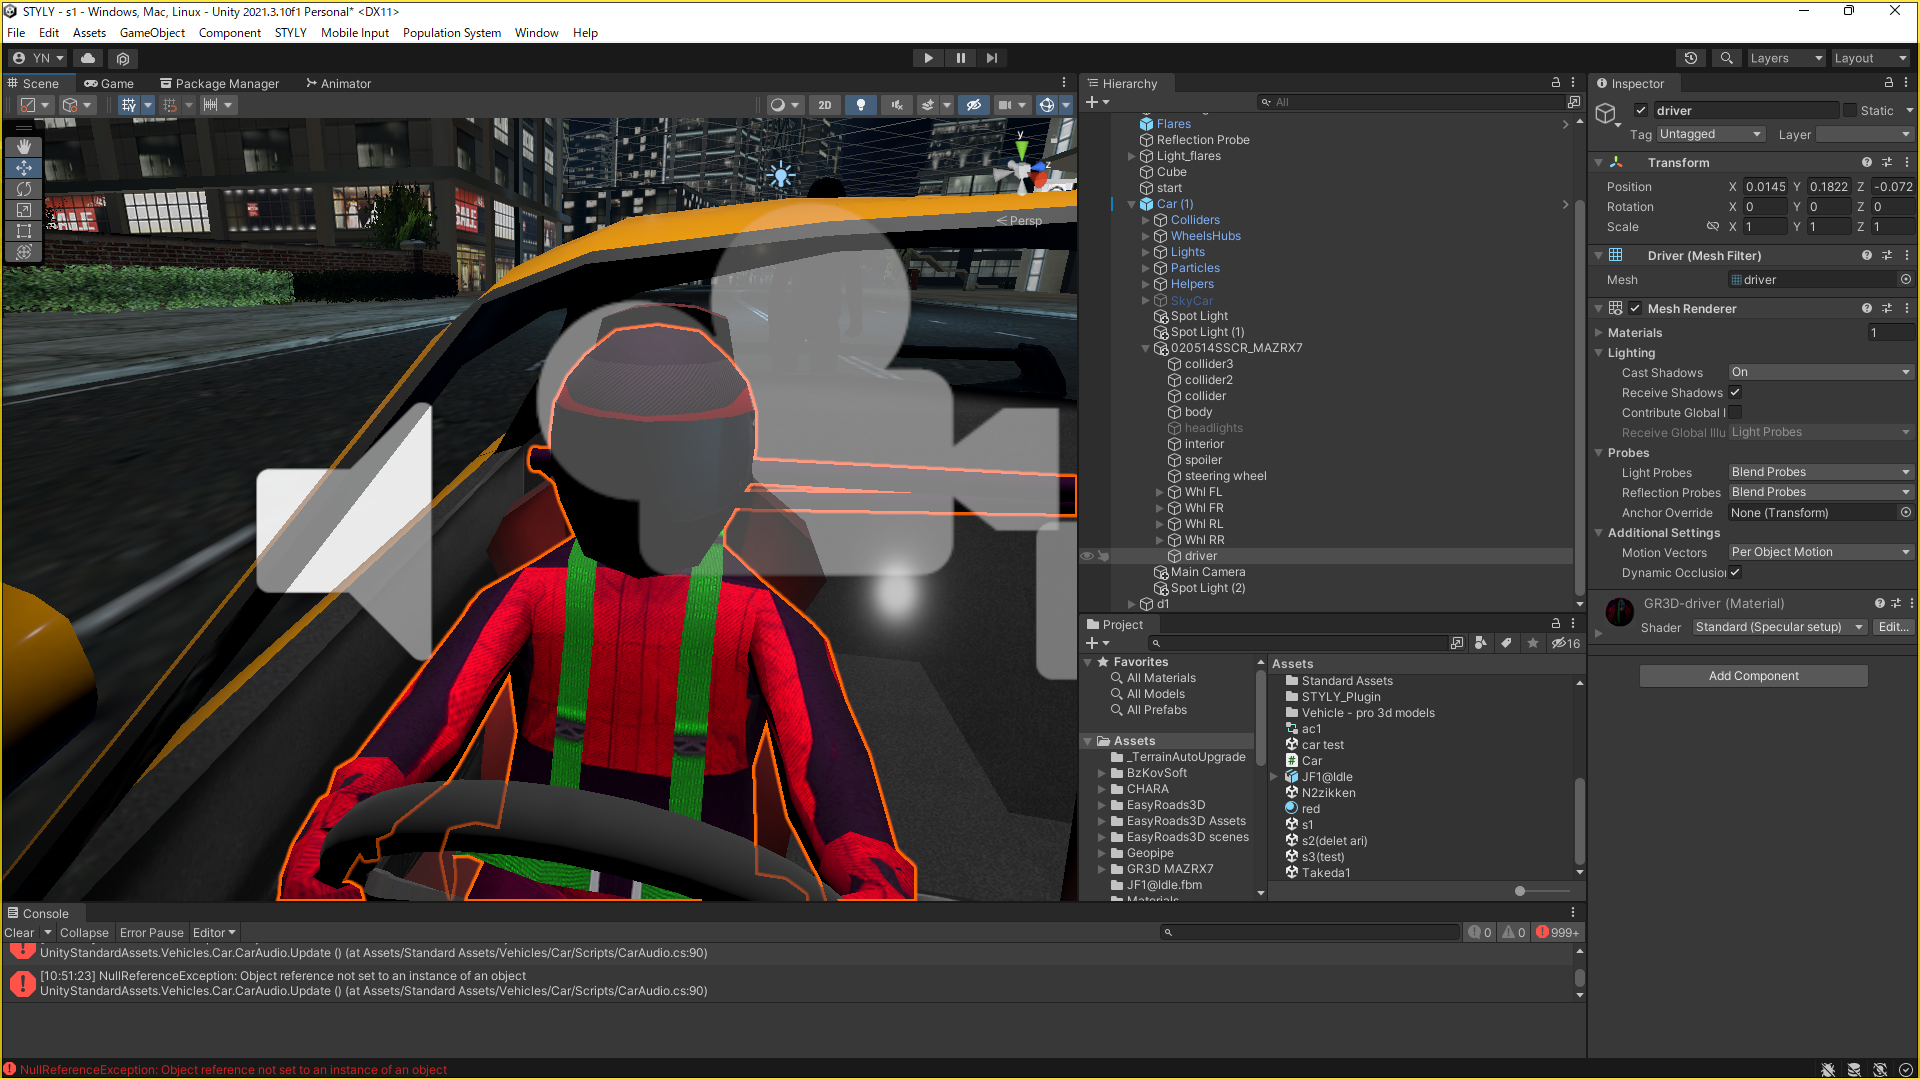 STYLY - s1 - Windows, Mac, Linux - Unity 2021.3.10f1 Personal* <DX11>
File Edit Assets GameObject Component STYLY Mobile Input Population System Window Help
YN Layers Layout
Scene Game Package Manager Animator
2D
SALE
y
z
Persp
Hierarchy
All
Flares
Reflection Probe
Light_flares
Cube
start
Car (1)
Colliders
WheelsHubs
Lights
Particles
Helpers
SkyCar
Spot Light
Spot Light (1)
020514SSCR_MAZRX7
collider3
collider2
collider
body
headlights
interior
spoiler
steering wheel
Whl FL
Whl FR
Whl RL
Whl RR
driver
Main Camera
Spot Light (2)
d1
Project
16
Favorites
All Materials
All Models
All Prefabs
Assets
_TerrainAutoUpgrade
BzKovSoft
CHARA
EasyRoads3D
EasyRoads3D Assets
EasyRoads3D scenes
Geopipe
GR3D MAZRX7
JF1@Idle.fbm
Materials
Assets
Standard Assets
STYLY_Plugin
Vehicle - pro 3d models
ac1
car test
Car
JF1@Idle
N2zikken
red
s1
s2(delet ari)
s3(test)
Takeda1
Inspector
driver Static
Tag Untagged Layer
Transform
Position X 0.0145 Y 0.1822 Z -0.072
Rotation X 0 Y 0 Z 0
Scale X 1 Y 1 Z 1
Driver (Mesh Filter)
Mesh driver
Mesh Renderer
Materials 1
Lighting
Cast Shadows On
Receive Shadows
Contribute Global I
Receive Global Illu Light Probes
Probes
Light Probes Blend Probes
Reflection Probes Blend Probes
Anchor Override None (Transform)
Additional Settings
Motion Vectors Per Object Motion
Dynamic Occlusion
GR3D-driver (Material)
Shader Standard (Specular setup) Edit...
Add Component
Console
Clear Collapse Error Pause Editor 0 0 999+
UnityStandardAssets.Vehicles.Car.CarAudio.Update () (at Assets/Standard Assets/Vehicles/Car/Scripts/CarAudio.cs:90)
[10:51:23] NullReferenceException: Object reference not set to an instance of an object
UnityStandardAssets.Vehicles.Car.CarAudio.Update () (at Assets/Standard Assets/Vehicles/Car/Scripts/CarAudio.cs:90)
NullReferenceException: Object reference not set to an instance of an object